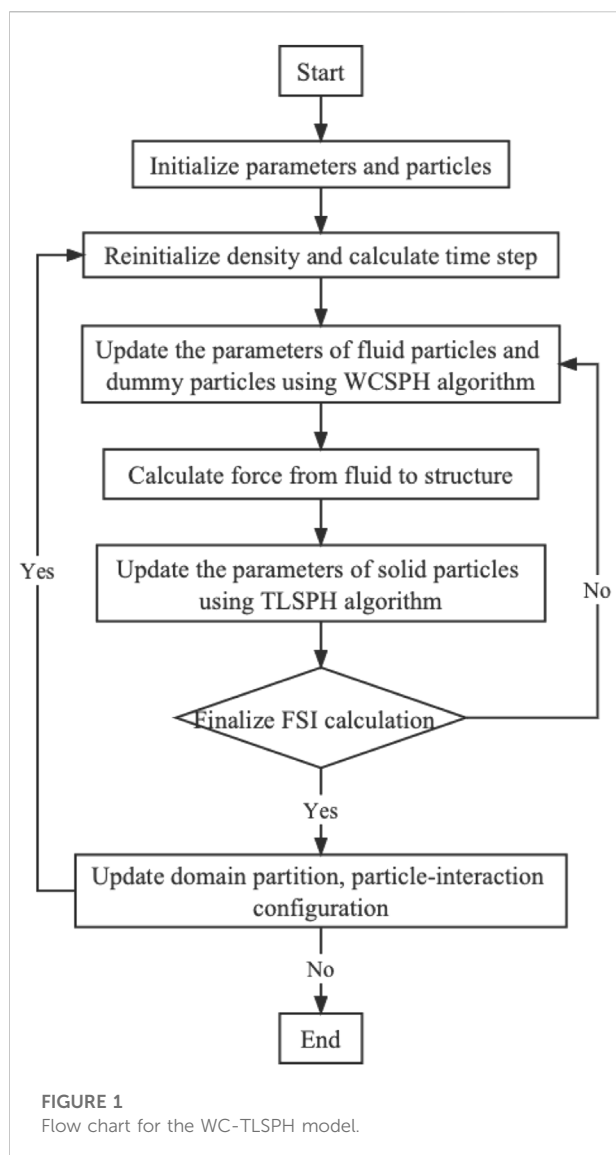 Start
Initialize parameters and particles
Reinitialize density and calculate time step
Update the parameters of fluid particles and
dummy particles using WCSPH algorithm
Calculate force from fluid to structure
Yes
Update the parameters of solid particles
using TLSPH algorithm
No
Finalize FSI calculation
Yes
Update domain partition, particle-interaction
configuration
No
End
FIGURE 1
Flow chart for the WC-TLSPH model.